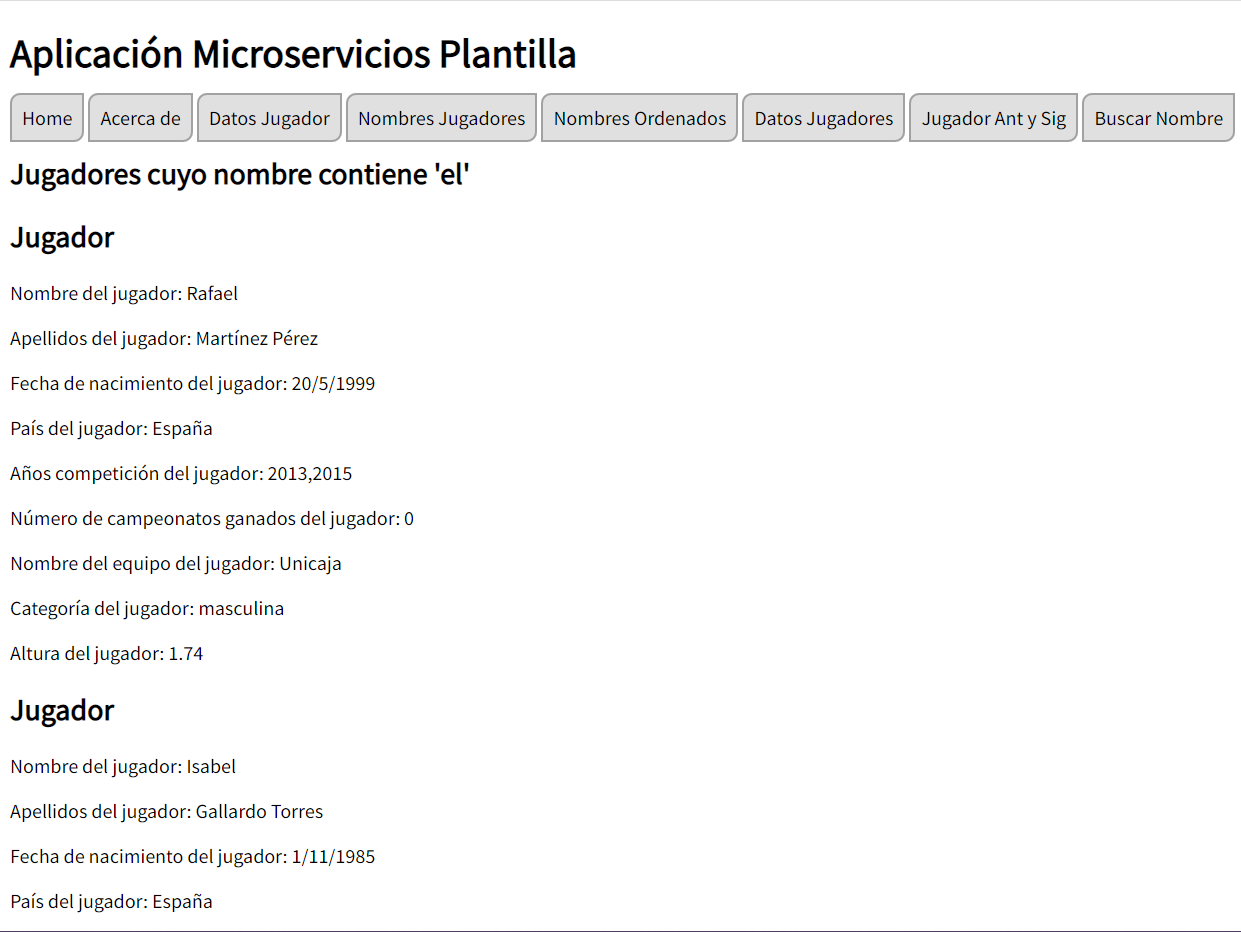 Aplicación Microservicios Plantilla
Home Acerca de Datos Jugador Nombres Jugadores Nombres Ordenados Datos Jugadores Jugador Ant y Sig Buscar Nombre
Jugadores cuyo nombre contiene 'el'
Jugador
Nombre del jugador: Rafael
Apellidos del jugador: Martínez Pérez
Fecha de nacimiento del jugador: 20/5/1999
País del jugador: España
Años competición del jugador: 2013,2015
Número de campeonatos ganados del jugador: 0
Nombre del equipo del jugador: Unicaja
Categoría del jugador: masculina
Altura del jugador: 1.74
Jugador
Nombre del jugador: Isabel
Apellidos del jugador: Gallardo Torres
Fecha de nacimiento del jugador: 1/11/1985
País del jugador: España